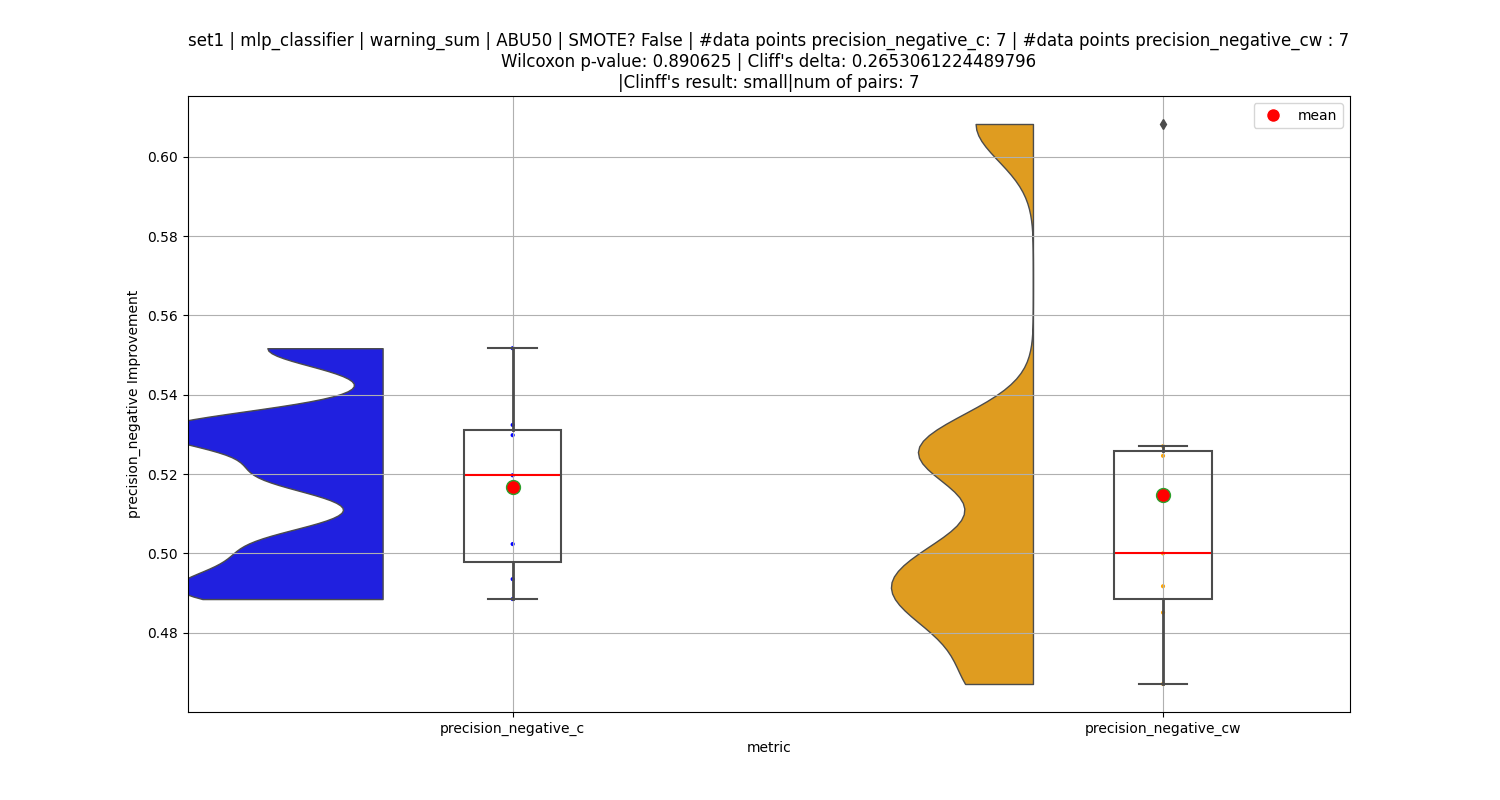 set1 | mlp_classifier | warning_sum | ABU50 | SMOTE? False | #data points precision_negative_c: 7 | #data points precision_negative_cw : 7
Wilcoxon p-value: 0.890625 | Cliff's delta: 0.2653061224489796
|Clinff's result: small|num of pairs: 7
mean
0.60
0.58
0.56
0.54
0.52
0.50
0.48
precision_negative Improvement
precision_negative_c
precision_negative_cw
metric